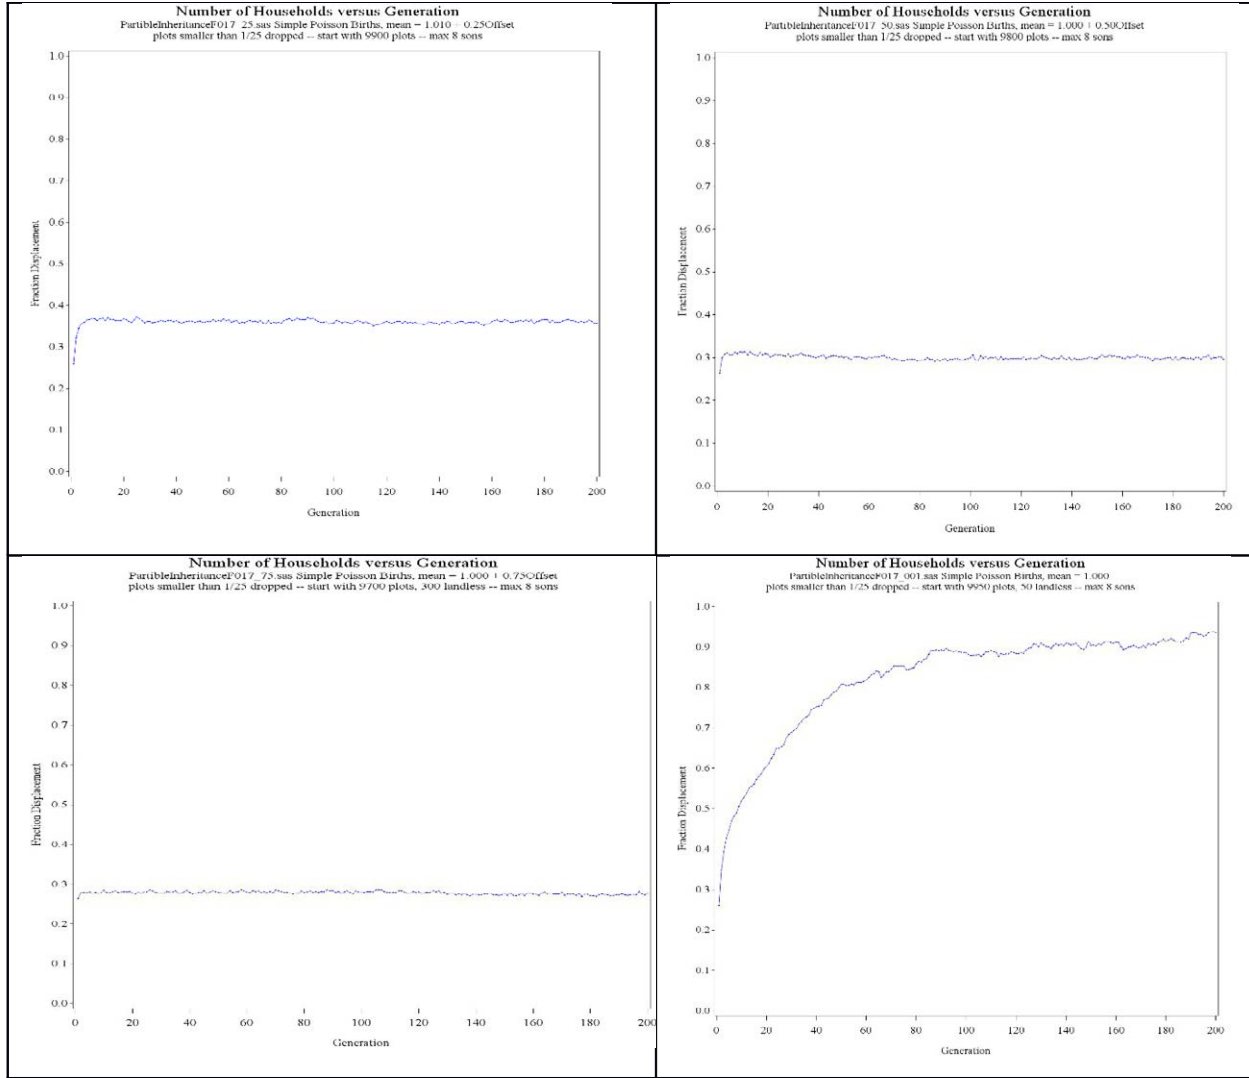 Number of Households versus Generation
PartibleInheritanceF017_25.sas Simple Poisson Births, mean = 1.010 + 0.25Offset
plots smaller than 1/25 dropped -- start with 9900 plots -- max 8 sons
1.0
0.9
0.8
0.7
0.6
0.5
0.4
0.3
0.2
0.1
0.0
Fraction Displacement
0 20 40 60 80 100 120 140 160 180 200
Generation
Number of Households versus Generation
PartibleInheritanceF017_50.sas Simple Poisson Births, mean = 1.000 + 0.50Offset
plots smaller than 1/25 dropped -- start with 9800 plots -- max 8 sons
1.0
0.9
0.8
0.7
0.6
0.5
0.4
0.3
0.2
0.1
0.0
Fraction Displacement
0 20 40 60 80 100 120 140 160 180 200
Generation
Number of Households versus Generation
PartibleInheritanceF017_75.sas Simple Poisson Births, mean = 1.000 + 0.75Offset
plots smaller than 1/25 dropped -- start with 9700 plots, 300 landless -- max 8 sons
1.0
0.9
0.8
0.7
0.6
0.5
0.4
0.3
0.2
0.1
0.0
Fraction Displacement
0 20 40 60 80 100 120 140 160 180 200
Generation
Number of Households versus Generation
PartibleInheritanceF017_001.sas Simple Poisson Births, mean = 1.000
plots smaller than 1/25 dropped -- start with 9950 plots, 50 landless -- max 8 sons
1.0
0.9
0.8
0.7
0.6
0.5
0.4
0.3
0.2
0.1
0.0
Fraction Displacement
0 20 40 60 80 100 120 140 160 180 200
Generation